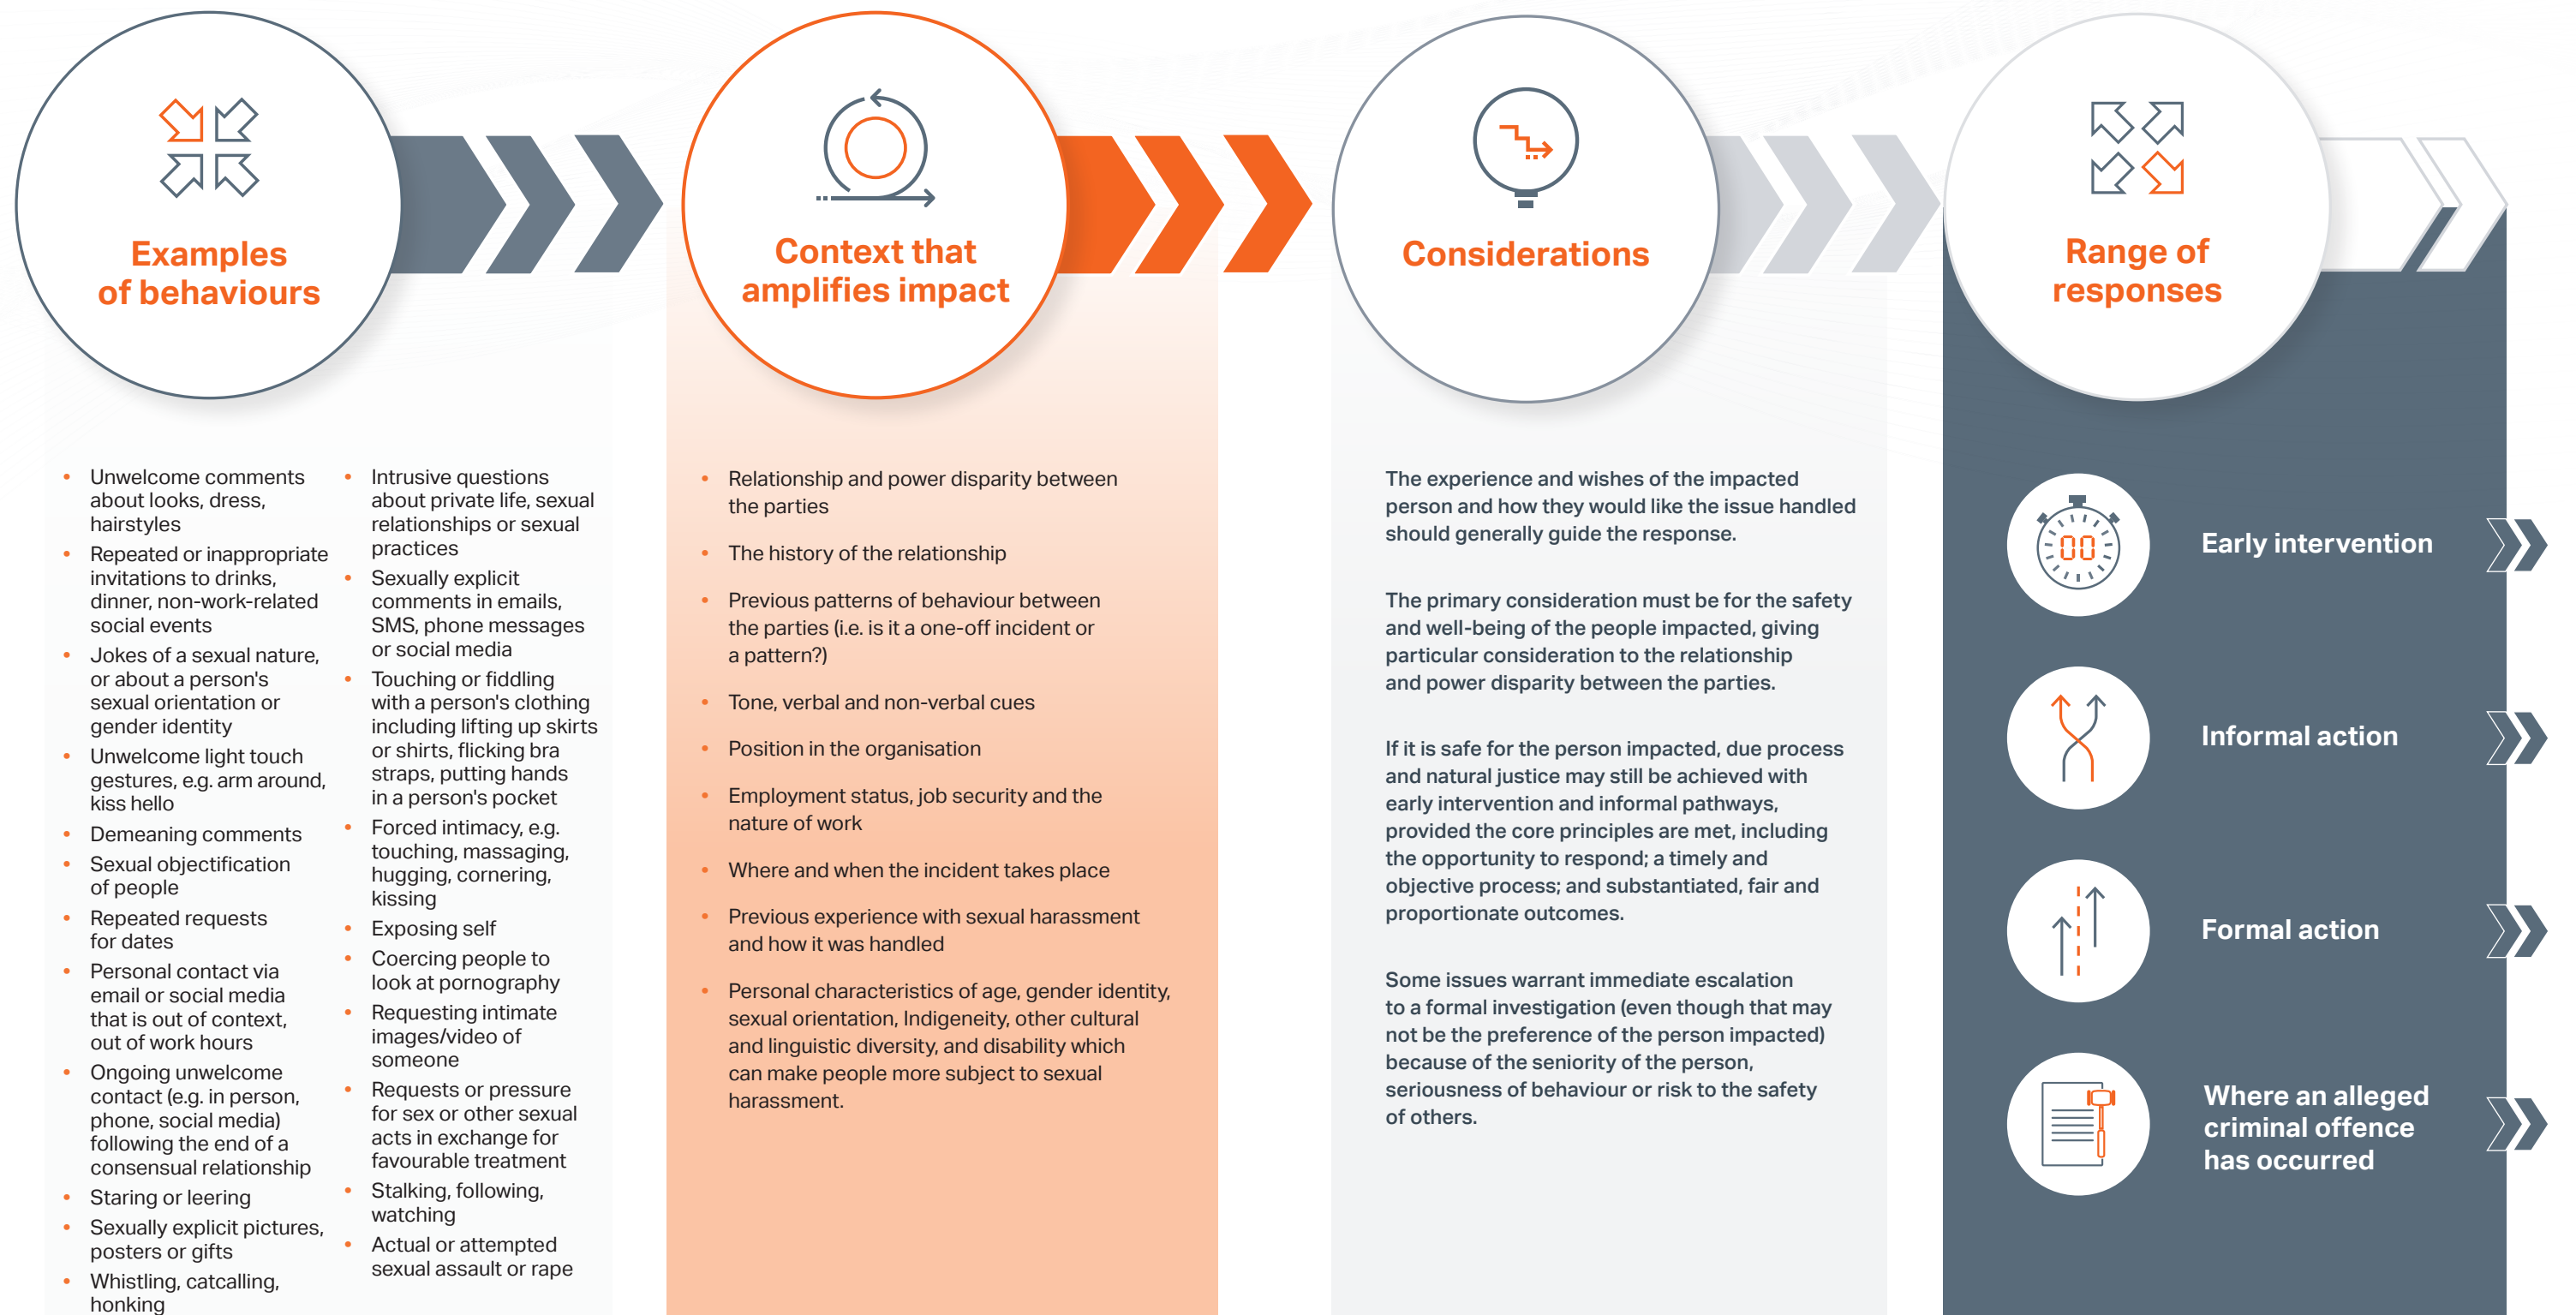 Examples
of behaviours
• Unwelcome comments
about looks, dress,
hairstyles
• Repeated or inappropriate
invitations to drinks,
dinner, non-work-related
social events
• Jokes of a sexual nature,
or about a person's
sexual orientation or
gender identity
• Unwelcome light touch
gestures, e.g. arm around,
kiss hello
• Demeaning comments
• Sexual objectification
of people
• Repeated requests
for dates
• Personal contact via
email or social media
that is out of context,
out of work hours
• Ongoing unwelcome
contact (e.g. in person,
phone, social media)
following the end of a
consensual relationship
• Staring or leering
• Sexually explicit pictures,
posters or gifts
• Whistling, catcalling,
honking
• Intrusive questions
about private life, sexual
relationships or sexual
practices
• Sexually explicit
comments in emails,
SMS, phone messages
or social media
• Touching or fiddling
with a person's clothing
including lifting up skirts
or shirts, flicking bra
straps, putting hands
in a person's pocket
• Forced intimacy, e.g.
touching, massaging,
hugging, cornering,
kissing
• Exposing self
• Coercing people to
look at pornography
• Requesting intimate
images/video of
someone
• Requests or pressure
for sex or other sexual
acts in exchange for
favourable treatment
• Stalking, following,
watching
• Actual or attempted
sexual assault or rape
Context that
amplifies impact
• Relationship and power disparity between
the parties
• The history of the relationship
• Previous patterns of behaviour between
the parties (i.e. is it a one-off incident or
a pattern?)
• Tone, verbal and non-verbal cues
• Position in the organisation
• Employment status, job security and the
nature of work
• Where and when the incident takes place
• Previous experience with sexual harassment
and how it was handled
• Personal characteristics of age, gender identity,
sexual orientation, Indigeneity, other cultural
and linguistic diversity, and disability which
can make people more subject to sexual
harassment.
Considerations
The experience and wishes of the impacted
person and how they would like the issue handled
should generally guide the response.
The primary consideration must be for the safety
and well-being of the people impacted, giving
particular consideration to the relationship
and power disparity between the parties.
If it is safe for the person impacted, due process
and natural justice may still be achieved with
early intervention and informal pathways,
provided the core principles are met, including
the opportunity to respond; a timely and
objective process; and substantiated, fair and
proportionate outcomes.
Some issues warrant immediate escalation
to a formal investigation (even though that may
not be the preference of the person impacted)
because of the seniority of the person,
seriousness of behaviour or risk to the safety
of others.
Range of
responses
00
Early intervention
Informal action
Formal action
Where an alleged
criminal offence
has occurred